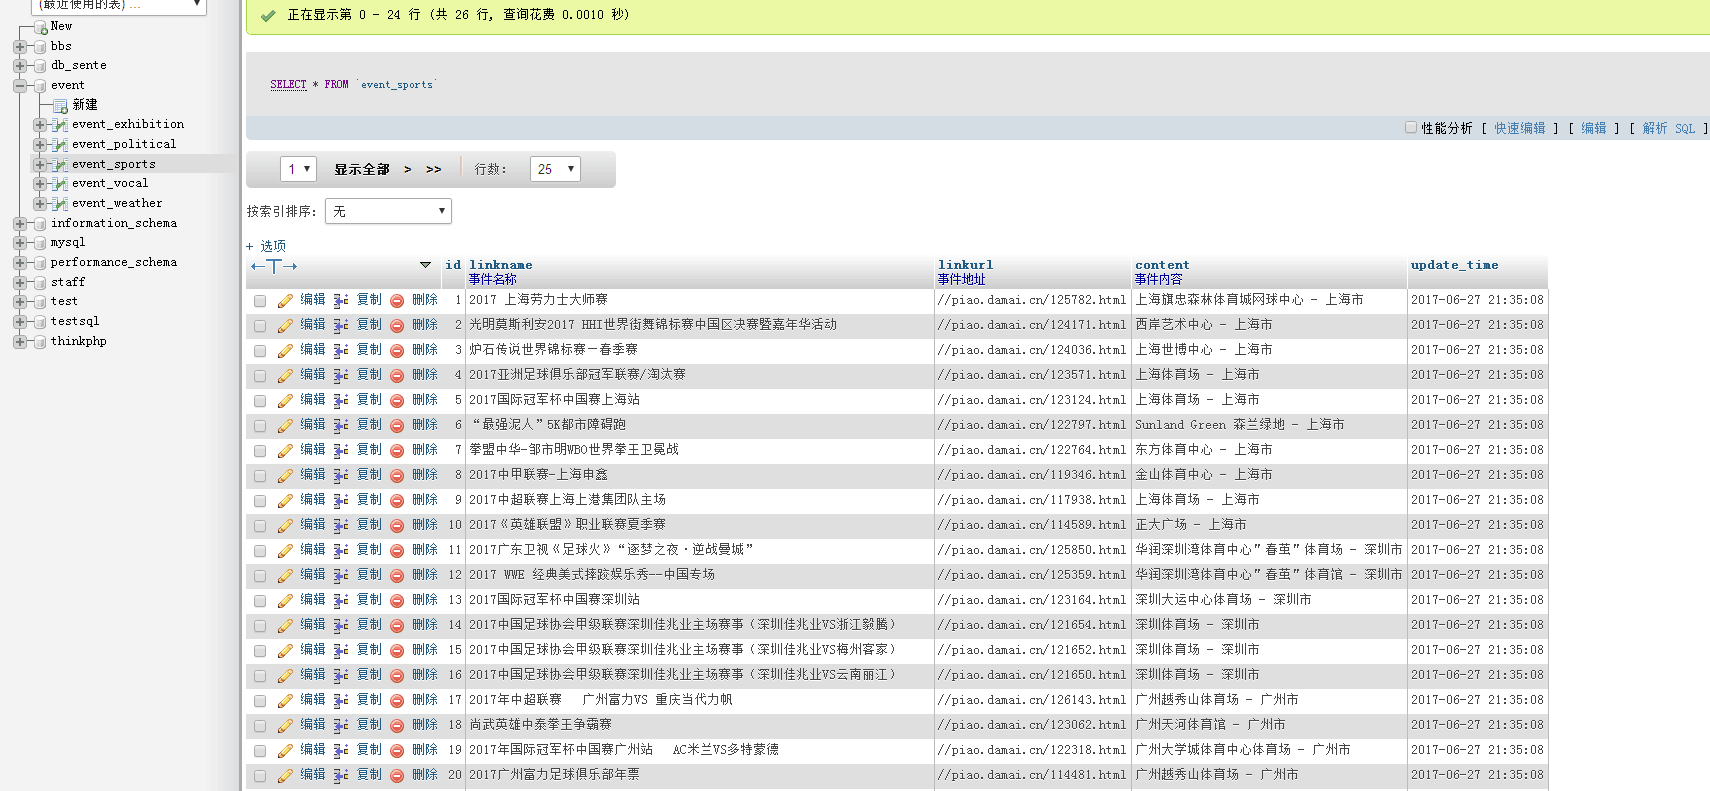 (最近使用的表) ...
New
bbs
db_sente
event
新建
event_exhibition
event_political
event_sports
event_vocal
event_weather
information_schema
mysql
performance_schema
staff
test
testsql
thinkphp
正在显示第 0 - 24 行 (共 26 行, 查询花费 0.0010 秒)
SELECT * FROM `event_sports`
性能分析 [ 快速编辑 ] [ 编辑 ] [ 解析 SQL ]
1 显示全部 > >> 行数: 25
按索引排序: 无
+ 选项
←T→ id linkname linkurl content update_time
事件名称 事件地址 事件内容
编辑 复制 删除 1 2017 上海劳力士大师赛 //piao.damai.cn/125782.html 上海旗忠森林体育城网球中心 - 上海市 2017-06-27 21:35:08
编辑 复制 删除 2 光明莫斯利安2017 HHI世界街舞锦标赛中国区决赛暨嘉年华活动 //piao.damai.cn/124171.html 西岸艺术中心 - 上海市 2017-06-27 21:35:08
编辑 复制 删除 3 炉石传说世界锦标赛—春季赛 //piao.damai.cn/124036.html 上海世博中心 - 上海市 2017-06-27 21:35:08
编辑 复制 删除 4 2017亚洲足球俱乐部冠军联赛/淘汰赛 //piao.damai.cn/123571.html 上海体育场 - 上海市 2017-06-27 21:35:08
编辑 复制 删除 5 2017国际冠军杯中国赛上海站 //piao.damai.cn/123124.html 上海体育场 - 上海市 2017-06-27 21:35:08
编辑 复制 删除 6 “最强泥人”5K都市障碍跑 //piao.damai.cn/122797.html Sunland Green 森兰绿地 - 上海市 2017-06-27 21:35:08
编辑 复制 删除 7 拳盟中华-邹市明WBO世界拳王卫冕战 //piao.damai.cn/122764.html 东方体育中心 - 上海市 2017-06-27 21:35:08
编辑 复制 删除 8 2017中甲联赛-上海申鑫 //piao.damai.cn/119346.html 金山体育中心 - 上海市 2017-06-27 21:35:08
编辑 复制 删除 9 2017中超联赛上海上港集团队主场 //piao.damai.cn/117938.html 上海体育场 - 上海市 2017-06-27 21:35:08
编辑 复制 删除 10 2017《英雄联盟》职业联赛夏季赛 //piao.damai.cn/114589.html 正大广场 - 上海市 2017-06-27 21:35:08
编辑 复制 删除 11 2017广东卫视《足球火》“逐梦之夜·逆战曼城” //piao.damai.cn/125850.html 华润深圳湾体育中心”春茧”体育场 - 深圳市 2017-06-27 21:35:08
编辑 复制 删除 12 2017 WWE 经典美式摔跤娱乐秀--中国专场 //piao.damai.cn/125359.html 华润深圳湾体育中心”春茧”体育馆 - 深圳市 2017-06-27 21:35:08
编辑 复制 删除 13 2017国际冠军杯中国赛深圳站 //piao.damai.cn/123164.html 深圳大运中心体育场 - 深圳市 2017-06-27 21:35:08
编辑 复制 删除 14 2017中国足球协会甲级联赛深圳佳兆业主场赛事（深圳佳兆业VS浙江毅腾） //piao.damai.cn/121654.html 深圳体育场 - 深圳市 2017-06-27 21:35:08
编辑 复制 删除 15 2017中国足球协会甲级联赛深圳佳兆业主场赛事（深圳佳兆业VS梅州客家） //piao.damai.cn/121652.html 深圳体育场 - 深圳市 2017-06-27 21:35:08
编辑 复制 删除 16 2017中国足球协会甲级联赛深圳佳兆业主场赛事（深圳佳兆业VS云南丽江） //piao.damai.cn/121650.html 深圳体育场 - 深圳市 2017-06-27 21:35:08
编辑 复制 删除 17 2017年中超联赛 广州富力VS 重庆当代力帆 //piao.damai.cn/126143.html 广州越秀山体育场 - 广州市 2017-06-27 21:35:08
编辑 复制 删除 18 尚武英雄中泰拳王争霸赛 //piao.damai.cn/123062.html 广州天河体育馆 - 广州市 2017-06-27 21:35:08
编辑 复制 删除 19 2017年国际冠军杯中国赛广州站 AC米兰VS多特蒙德 //piao.damai.cn/122318.html 广州大学城体育中心体育场 - 广州市 2017-06-27 21:35:08
编辑 复制 删除 20 2017广州富力足球俱乐部年票 //piao.damai.cn/114481.html 广州越秀山体育场 - 广州市 2017-06-27 21:35:08